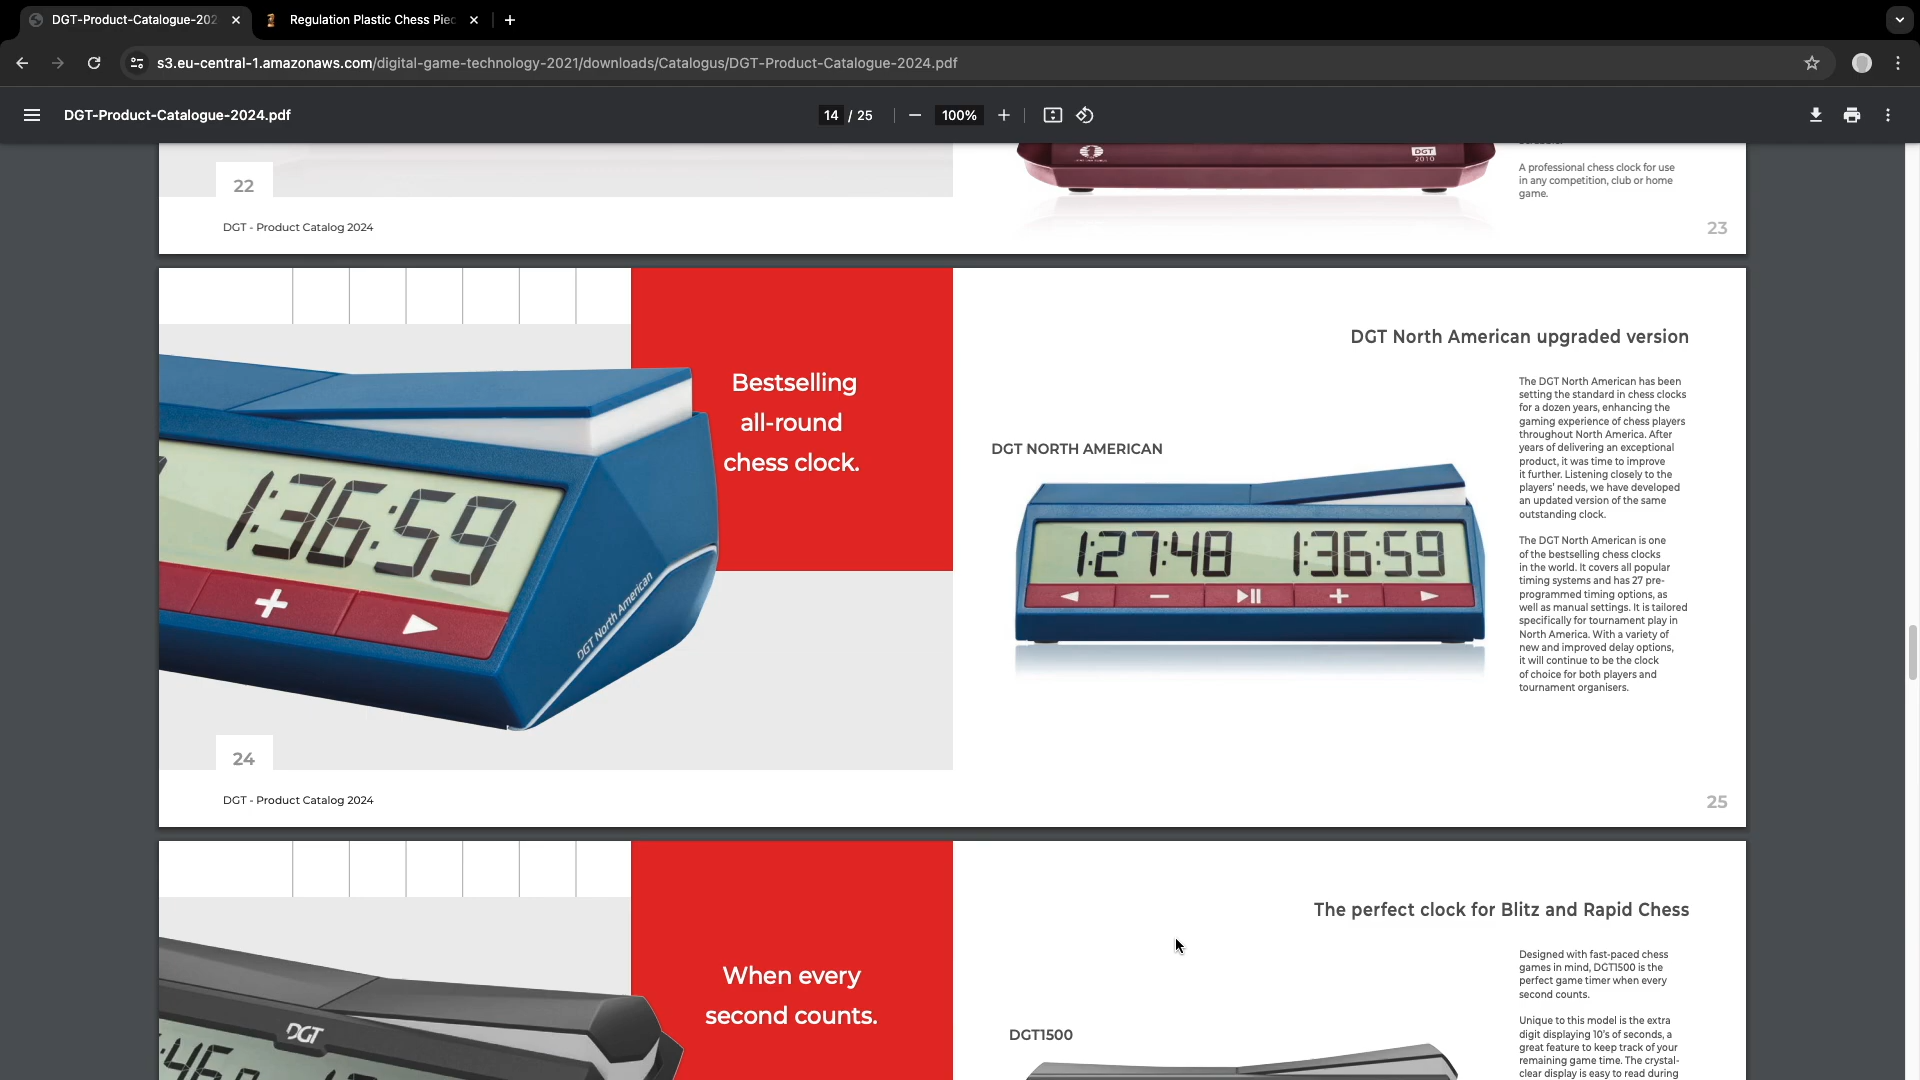 DGT-Product-Catalogue-202
Regulation Plastic Chess Piec
s3.eu-central-1.amazonaws.com/digital-game-technology-2021/downloads/Catalogus/DGT-Product-Catalogue-2024.pdf
DGT-Product-Catalogue-2024.pdf
14 / 25
100%
22
DGT - Product Catalog 2024
DGT
2010
A professional chess clock for use
in any competition, club or home
game.
23
Bestselling
all-round
chess clock.
1:36:59
DGT North American
24
DGT - Product Catalog 2024
DGT North American upgraded version
DGT NORTH AMERICAN
1:27:48 1:36:59
The DGT North American has been
setting the standard in chess clocks
for a dozen years, enhancing the
gaming experience of chess players
throughout North America. After
years of delivering an exceptional
product, it was time to improve
it further. Listening closely to the
players' needs, we have developed
an updated version of the same
outstanding clock.
The DGT North American is one
of the bestselling chess clocks
in the world. It covers all popular
timing systems and has 27 pre-
programmed timing options, as
well as manual settings. It is tailored
specifically for tournament play in
North America. With a variety of
new and improved delay options,
it will continue to be the clock
of choice for both players and
tournament organisers.
25
When every
second counts.
DGT
The perfect clock for Blitz and Rapid Chess
DGT1500
Designed with fast-paced chess
games in mind, DGT1500 is the
perfect game timer when every
second counts.
Unique to this model is the extra
digit displaying 10's of seconds, a
great feature to keep track of your
remaining game time. The crystal-
clear display is easy to read during